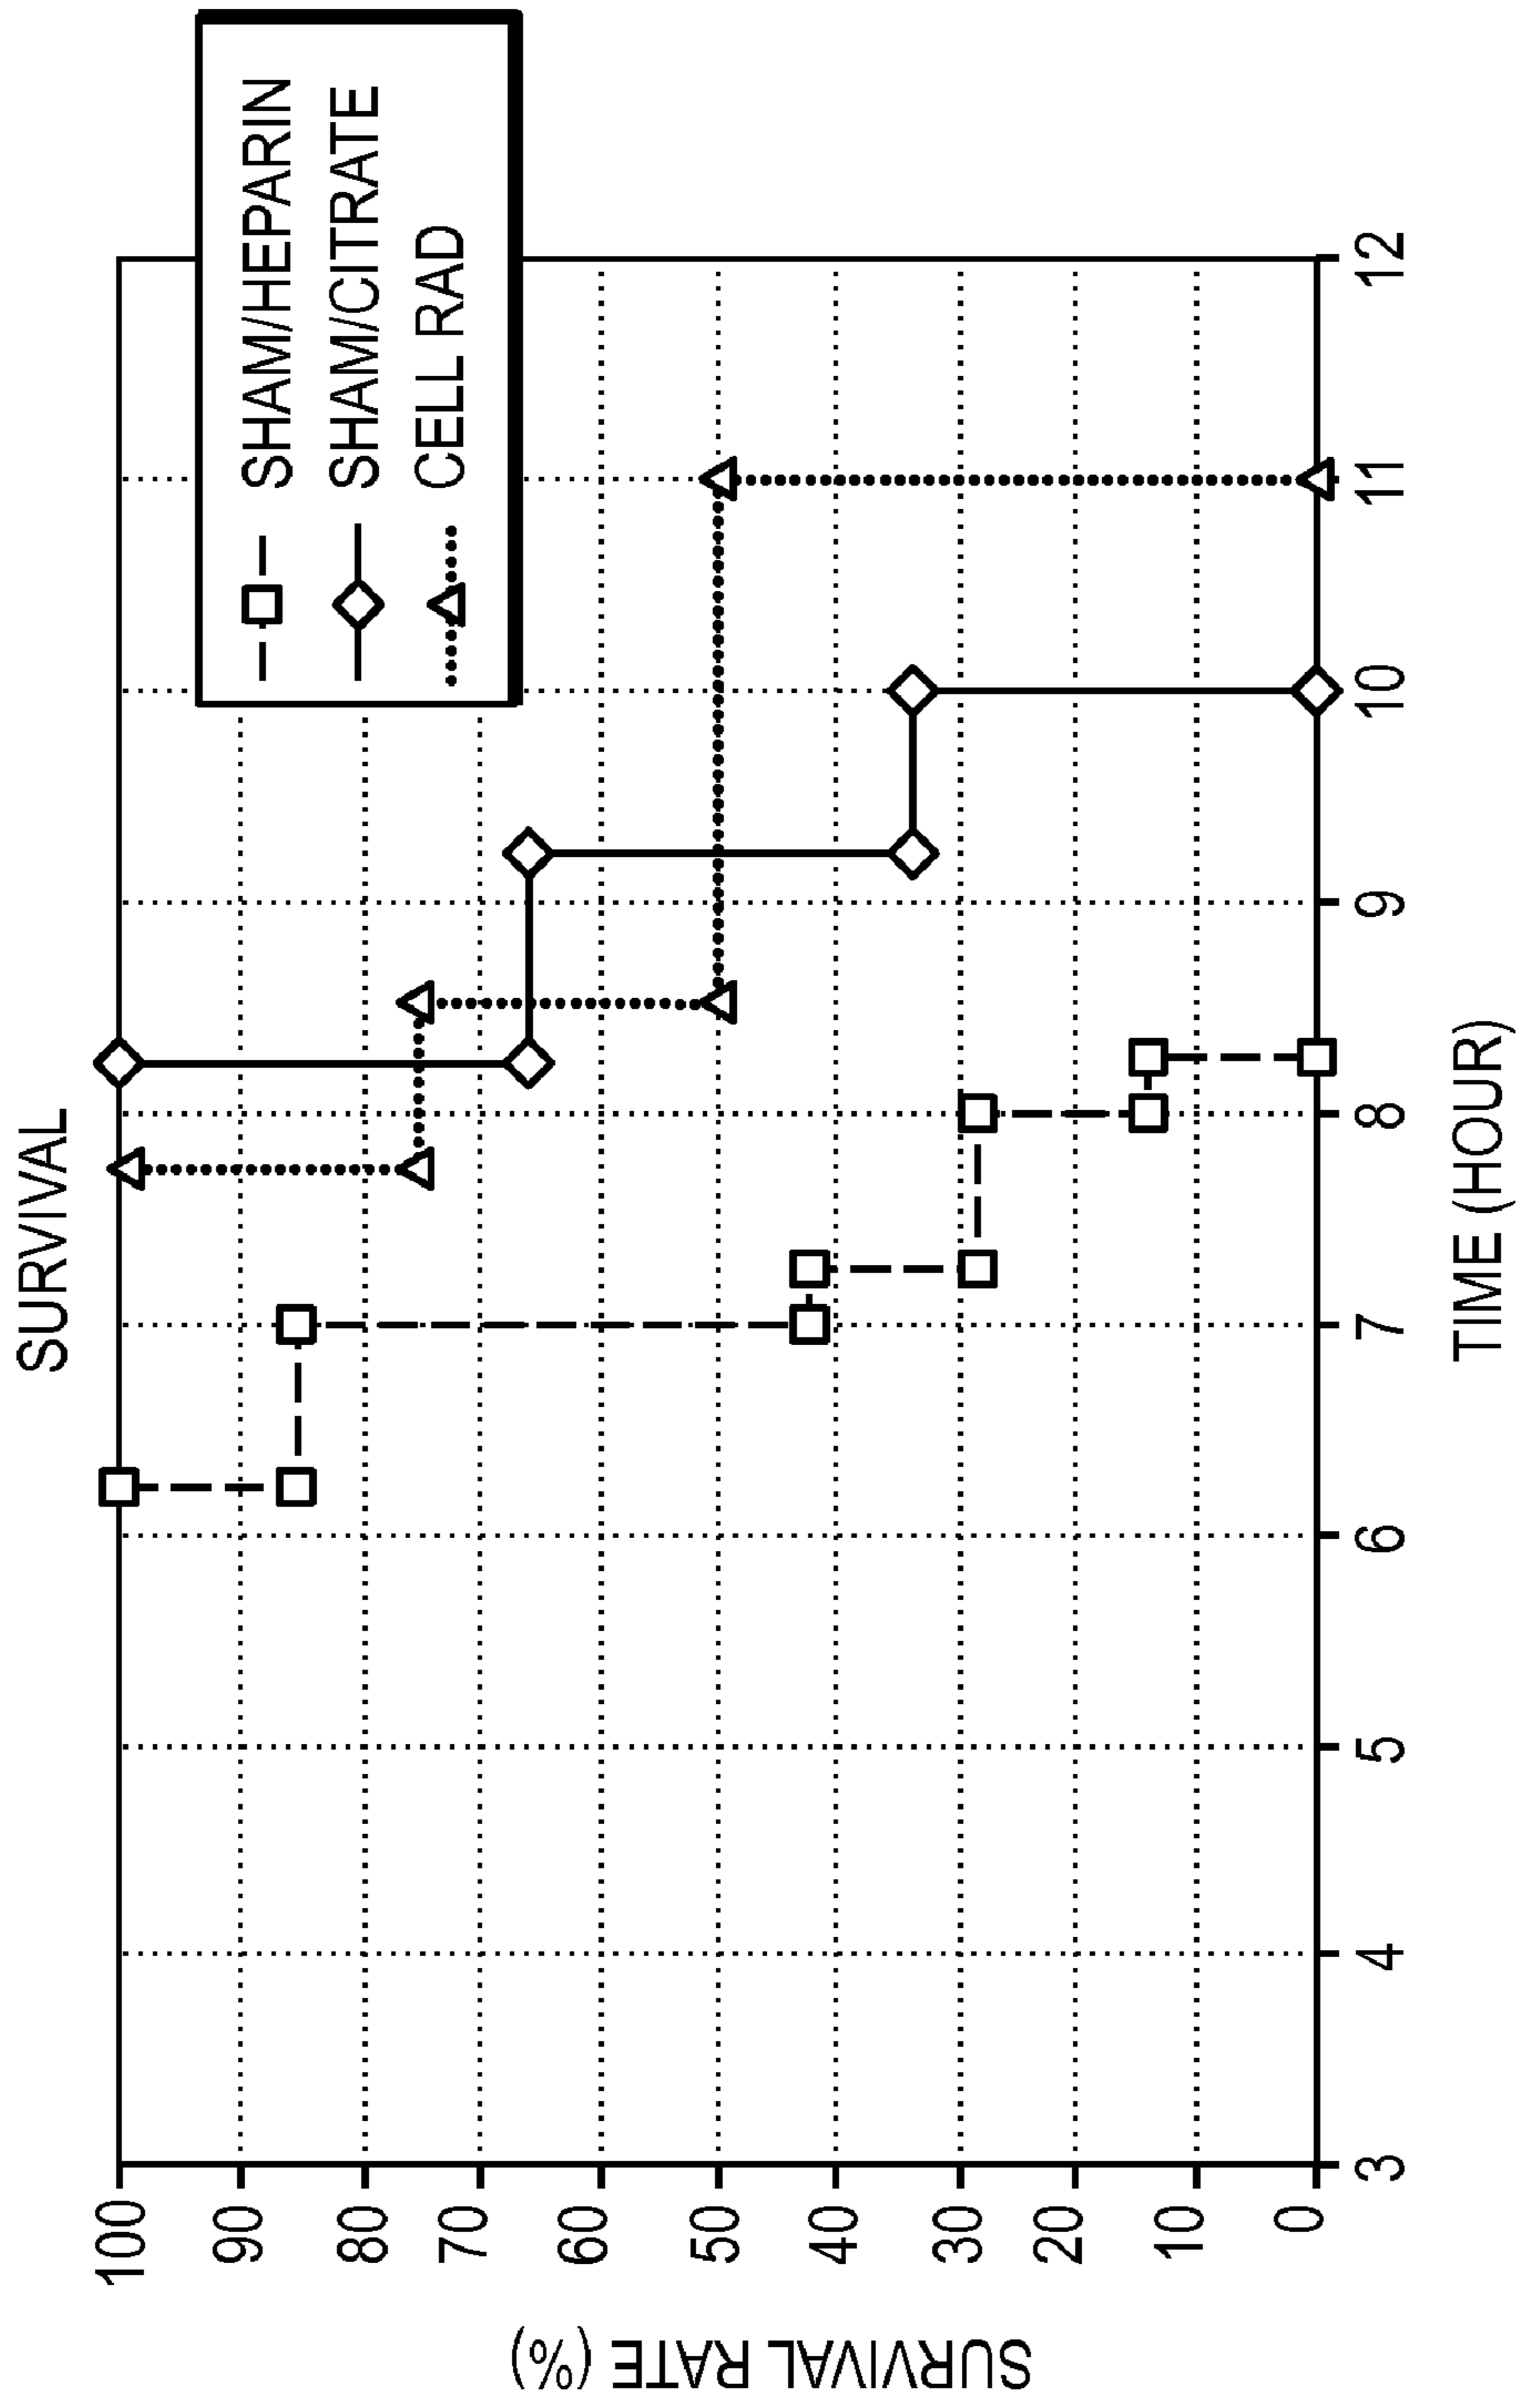 SURVIVAL
SHAM/HEPARIN
SHAM/CITRATE
CELL RAD
SURVIVAL RATE (%)
100
90
80
70
60
50
40
30
20
10
0
3 4 5 6 7 8 9 10 11 12
TIME (HOUR)